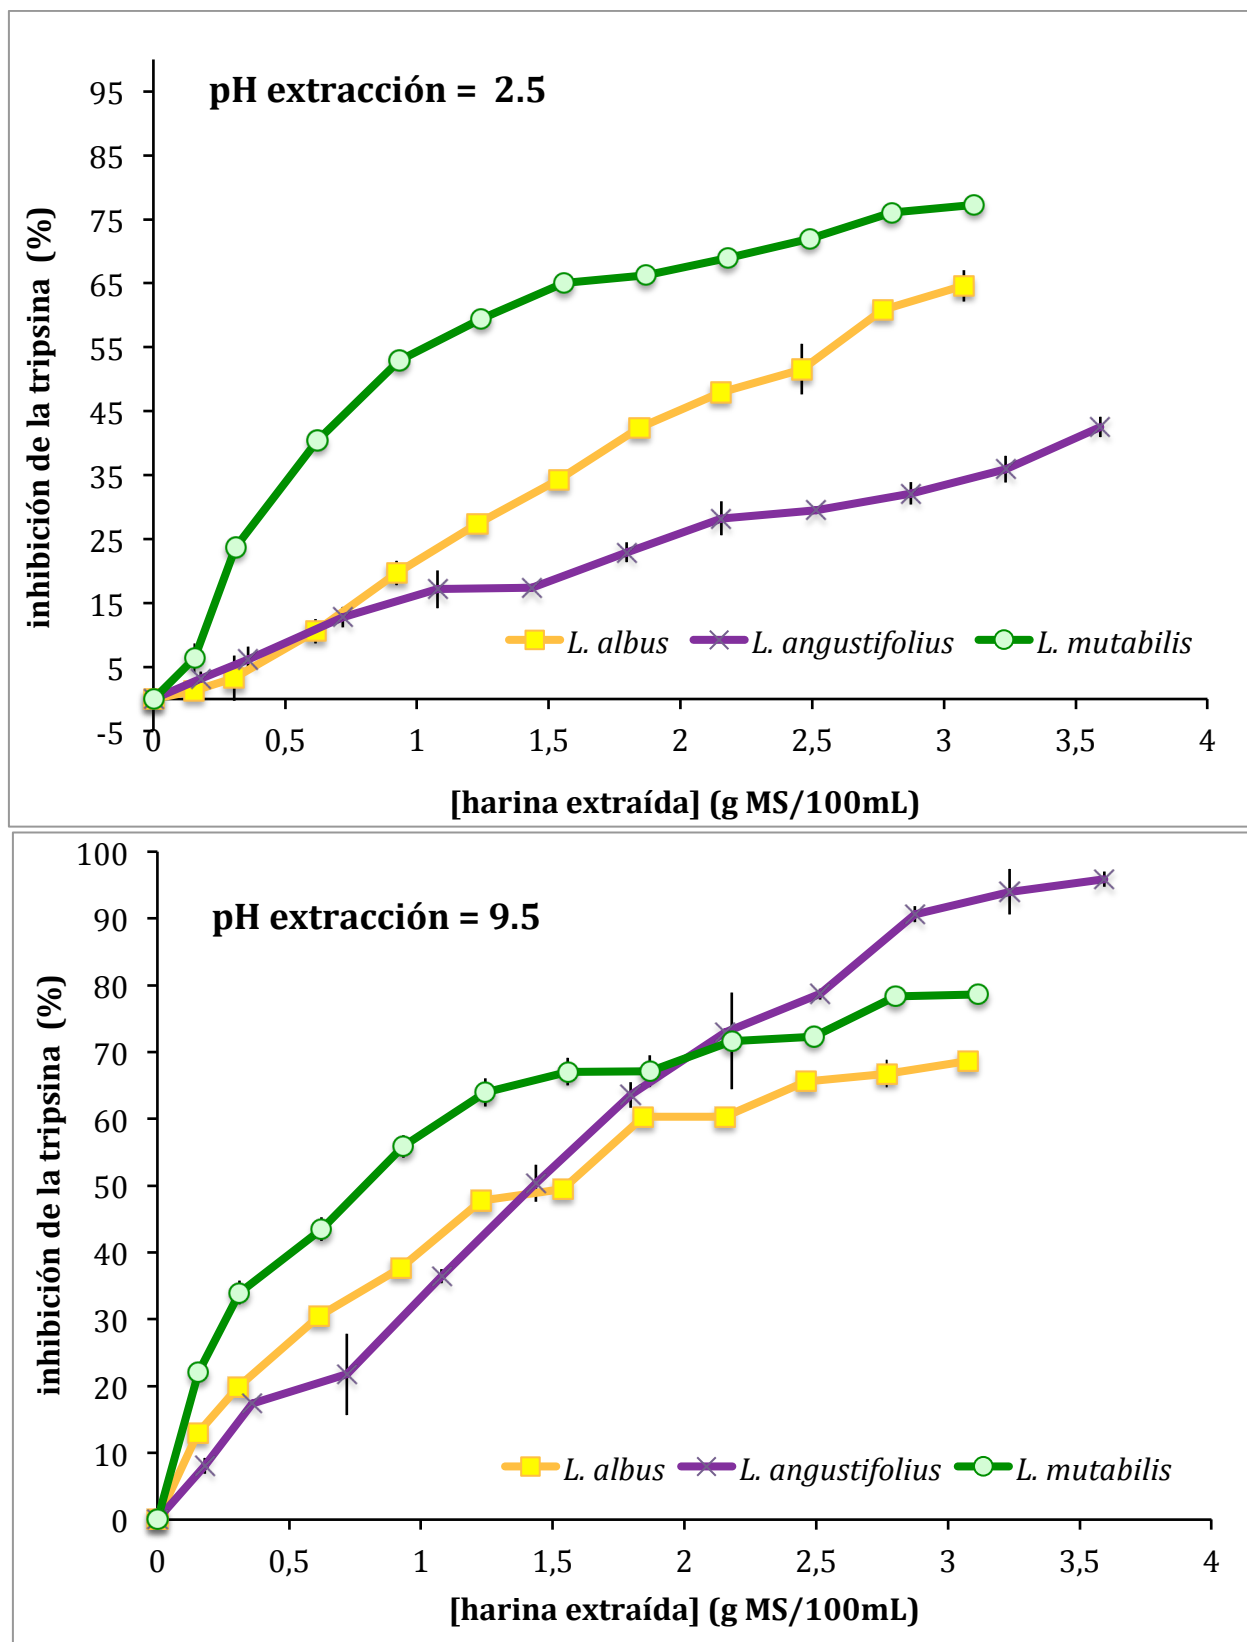 pH extracción =  2.5
95
85
75
65
55
45
35
25
15
5
-5
inhibición de la tripsina (%)
L. albus L. angustifolius L. mutabilis
0 0,5 1 1,5 2 2,5 3 3,5 4
[harina extraída] (g MS/100mL)
pH extracción = 9.5
100
90
80
70
60
50
40
30
20
10
0
inhibición de la tripsina (%)
L. albus L. angustifolius L. mutabilis
0 0,5 1 1,5 2 2,5 3 3,5 4
[harina extraída] (g MS/100mL)